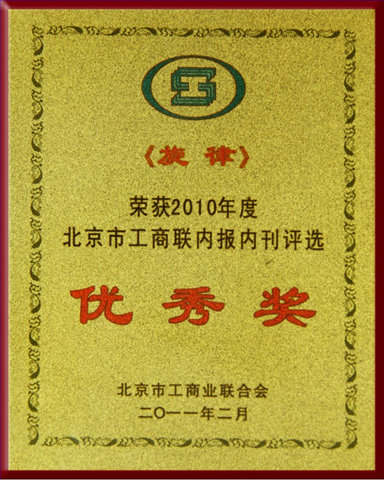 《旋律》
荣获2010年度
北京市工商联内报内刊评选
优秀奖
北京市工商业联合会
二〇一一年二月